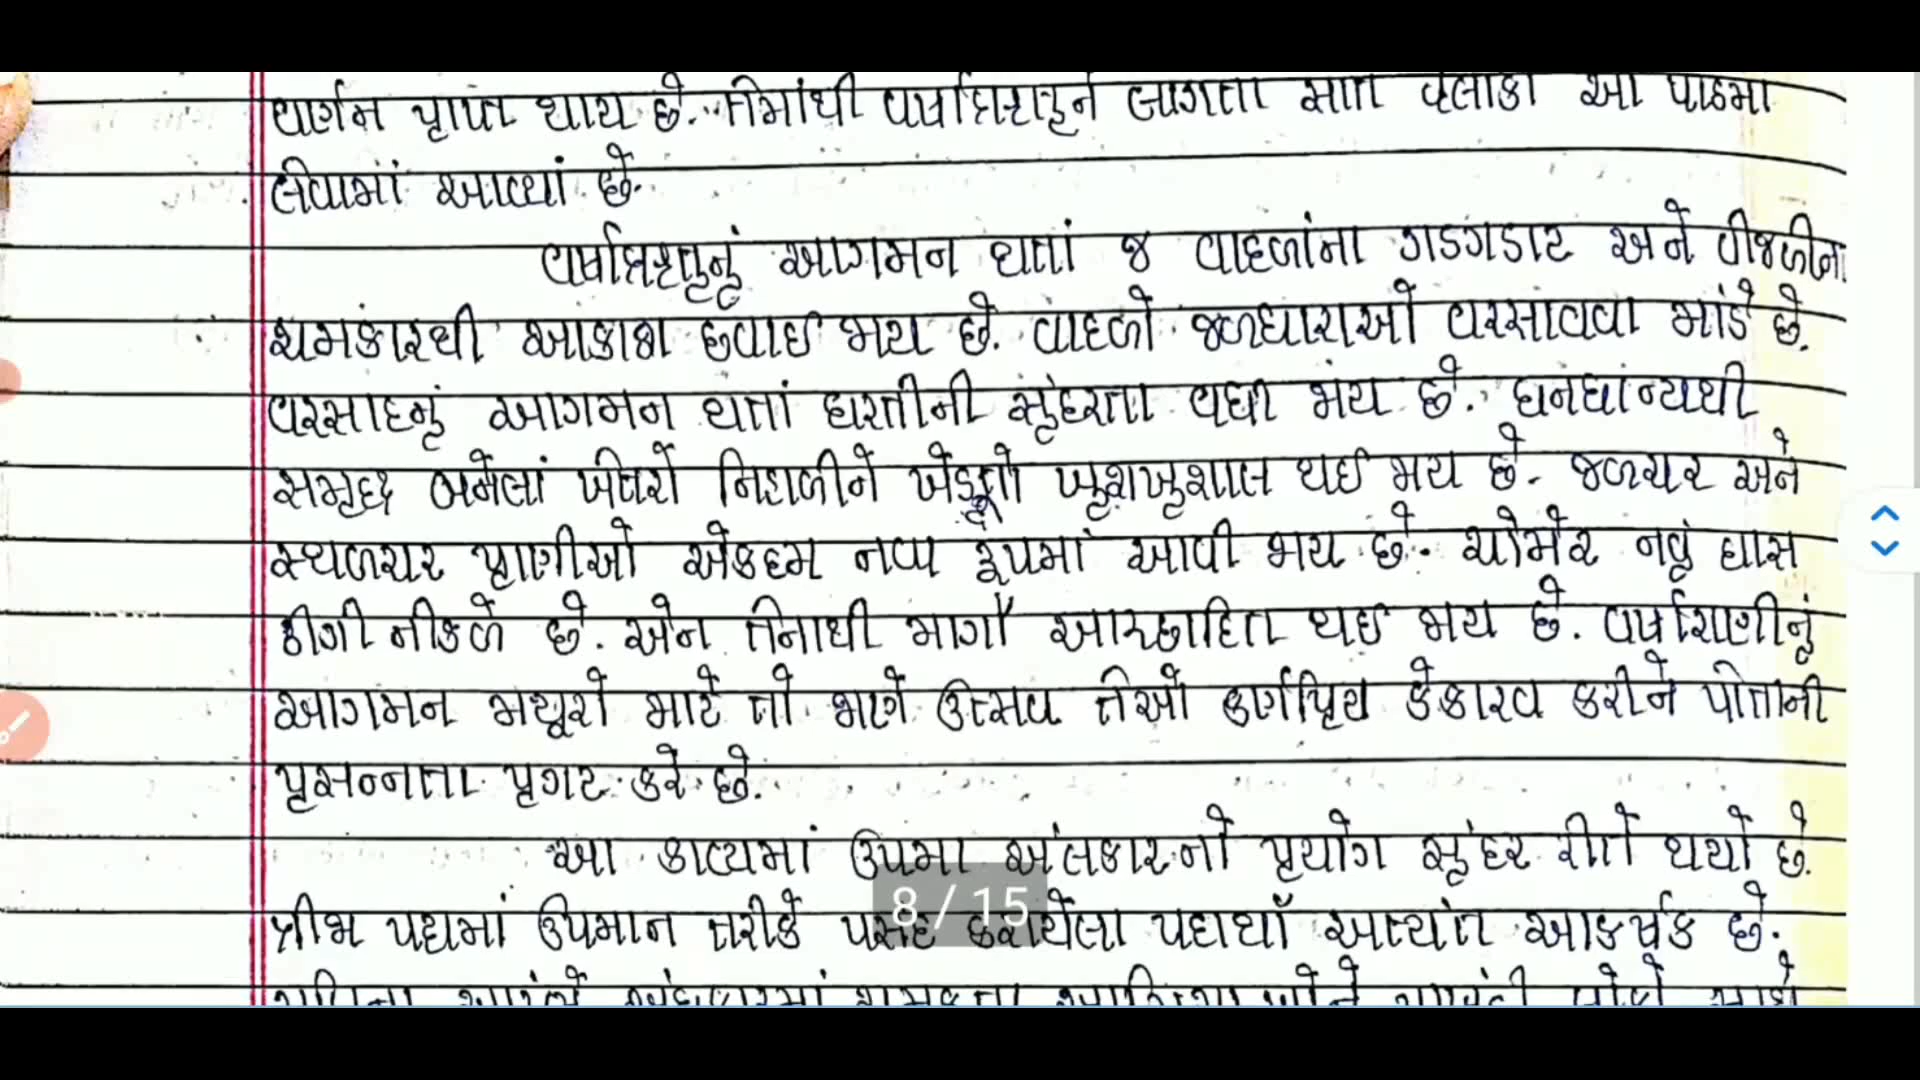 વર્ણન પ્રાપ્ત થાય છે. તેમાંથી વર્ષાઋતુને લાગતા સાત શ્લોકો આ પાઠમાં
લેવામાં આવ્યાં છે.
વર્ષાઋતુનું આગમન થતાં જ વાદળાંના ગડગડાટ અને વીજળીના
ચમકારથી આકાશ છવાઈ જાય છે. વાદળો જળધારાઓ વરસાવવા માંડે છે.
વરસાદનું આગમન થતાં ધરતીની સુંદરતા વધી જાય છે. ધનધાન્યથી
સમૃદ્ધ બનેલાં ખેતરો નિહાળીને ખેડૂતો ખુશખુશાલ થઈ જાય છે. જળચર અને
સ્થળચર પ્રાણીઓ એકદમ નવા રૂપમાં આવી જાય છે. ચોમેર નવું ઘાસ
ઊગી નીકળે છે. અને તેનાથી માર્ગો આચ્છાદિત થઈ જાય છે. વર્ષારાણીનું
આગમન મયૂરો માટે તો જાણે ઉત્સવ તેઓ કર્ણપ્રિય કેકારવ કરીને પોતાની
પ્રસન્નતા પ્રગટ કરે છે.
આ કાવ્યમાં ઉપમા અલંકારનો પ્રયોગ સુંદર રીતે થયો છે.
ત્રીજા પદ્યમાં ઉપમાન તરીકે પસંદ કરાયેલા પદાર્થો અત્યંત આકર્ષક છે.
8 / 15